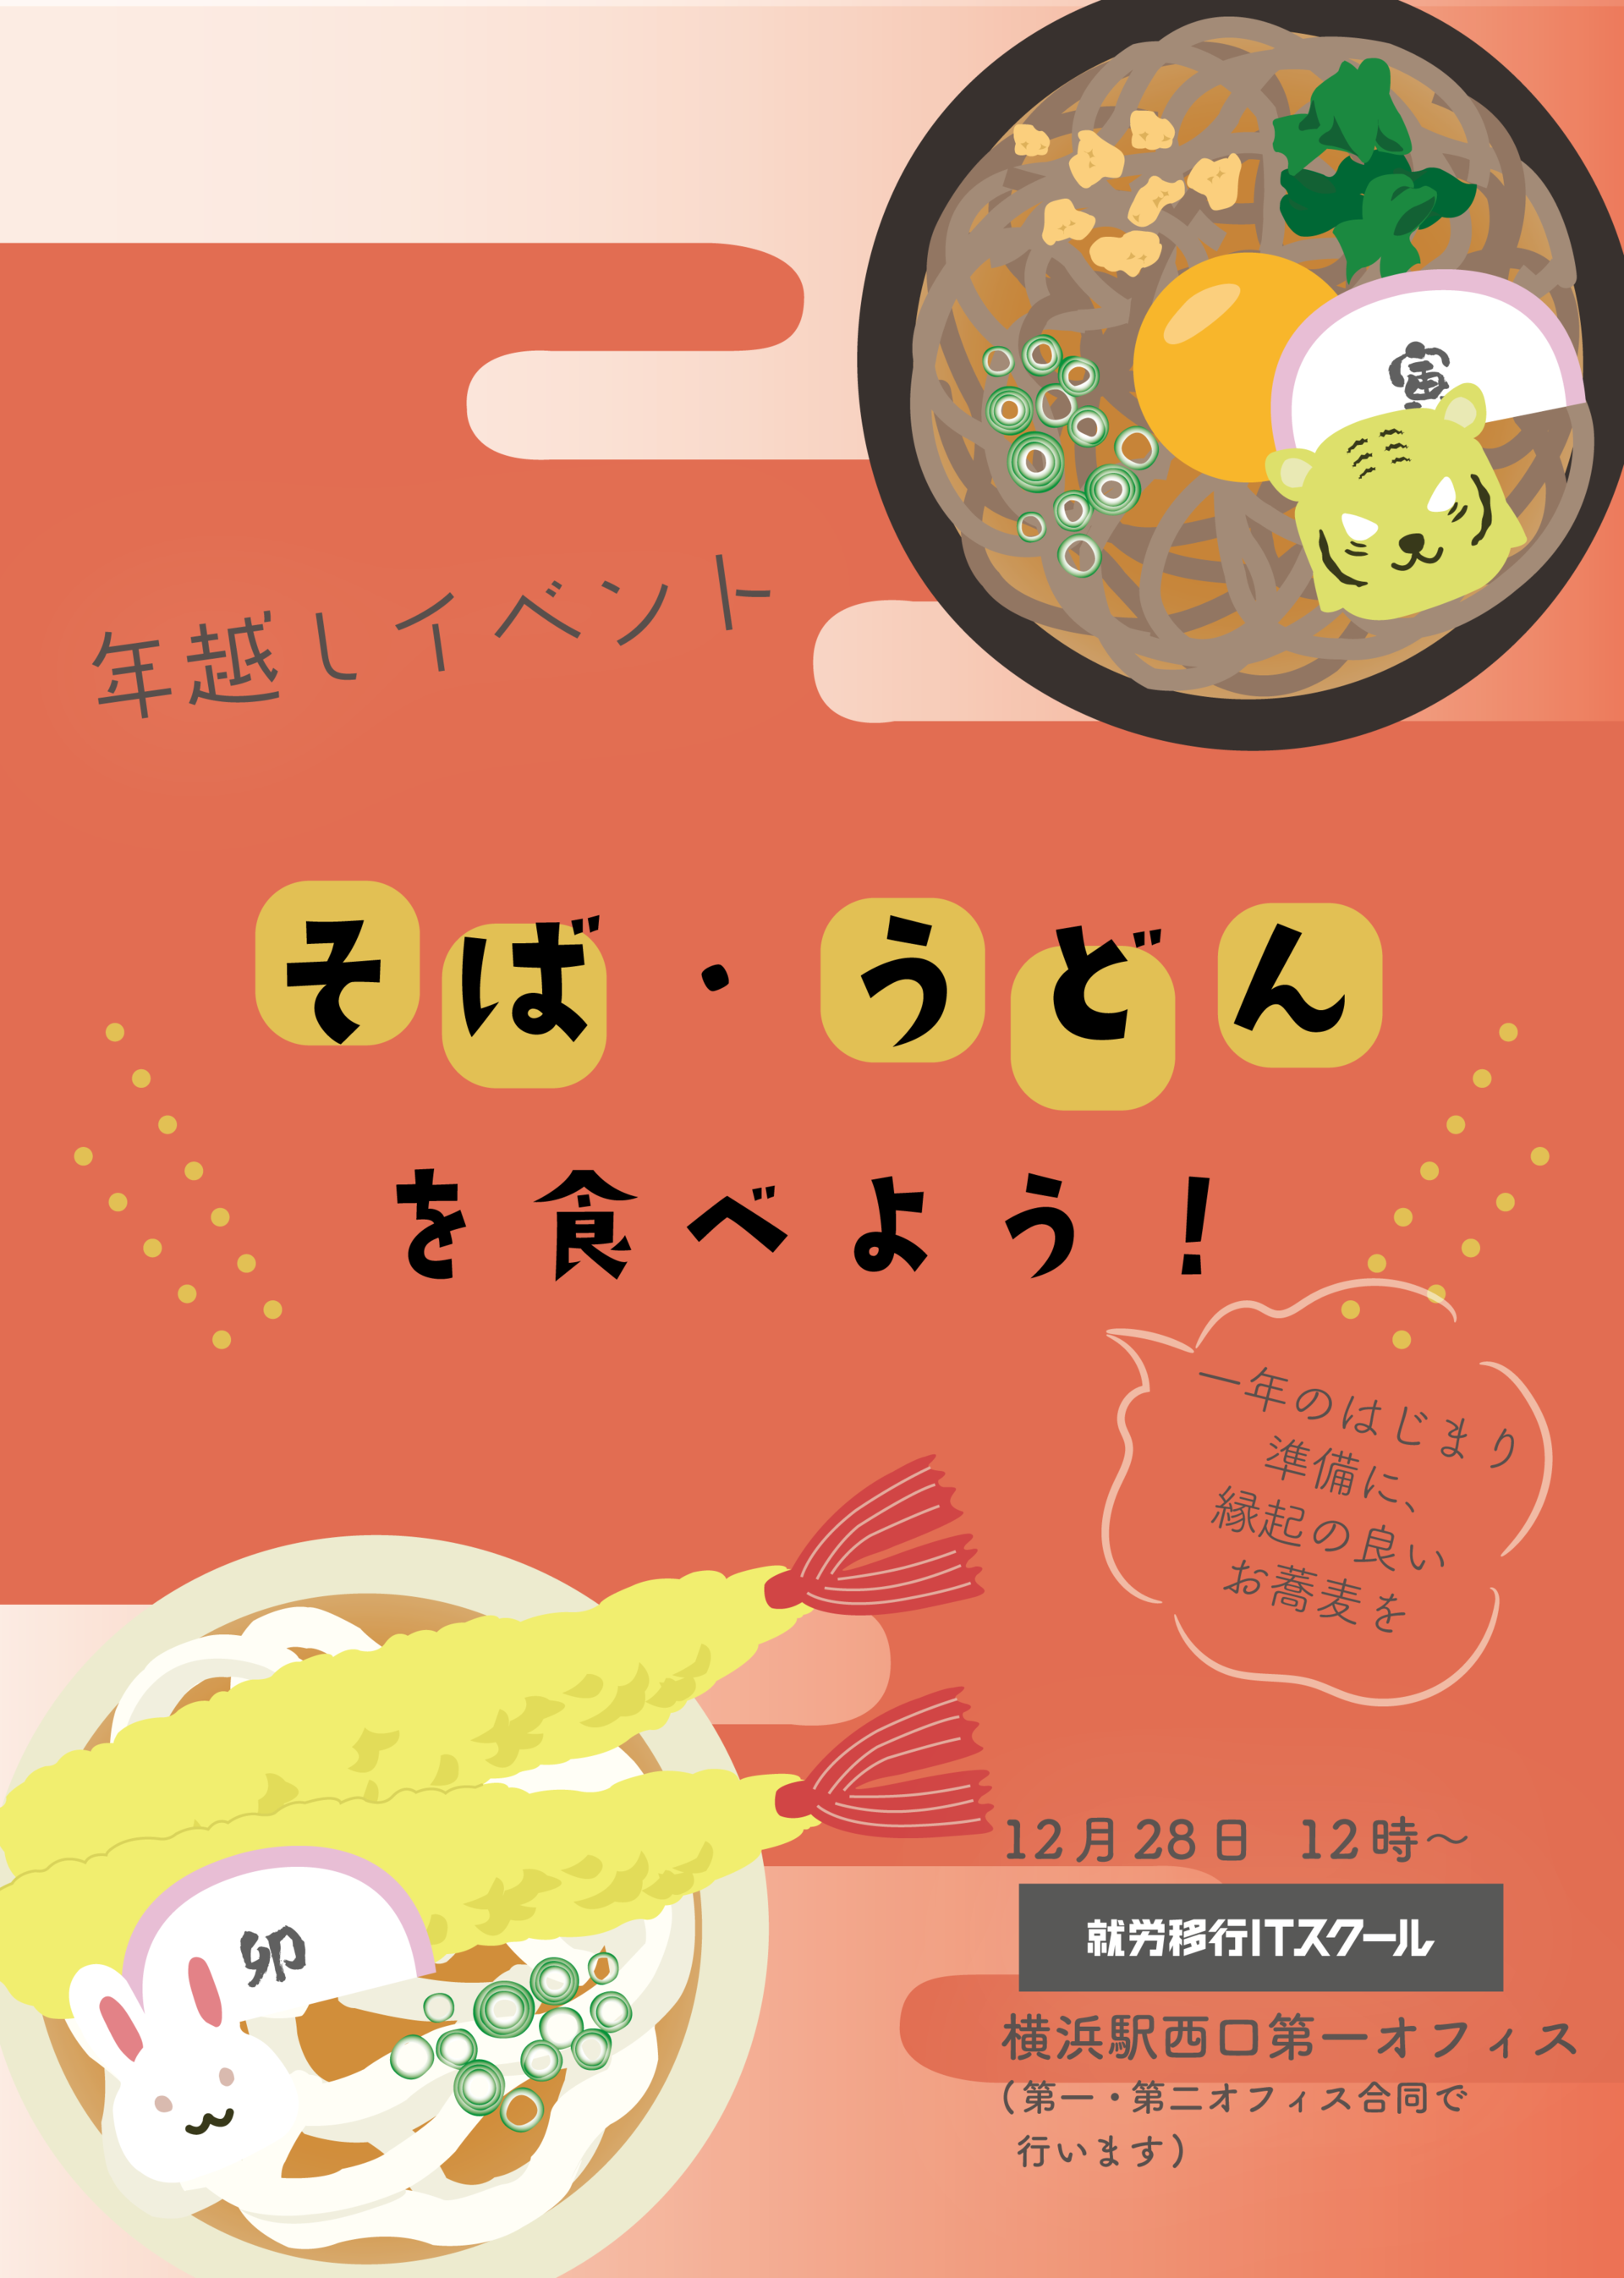 寅
年越しイベント
そば・うどん
を食べよう！
一年のはじまり
準備に、
縁起の良い
お蕎麦を
卯
12月28日　12時～
就労移行ITスクール
横浜駅西口第一オフィス
（第一・第二オフィス合同で
行います）